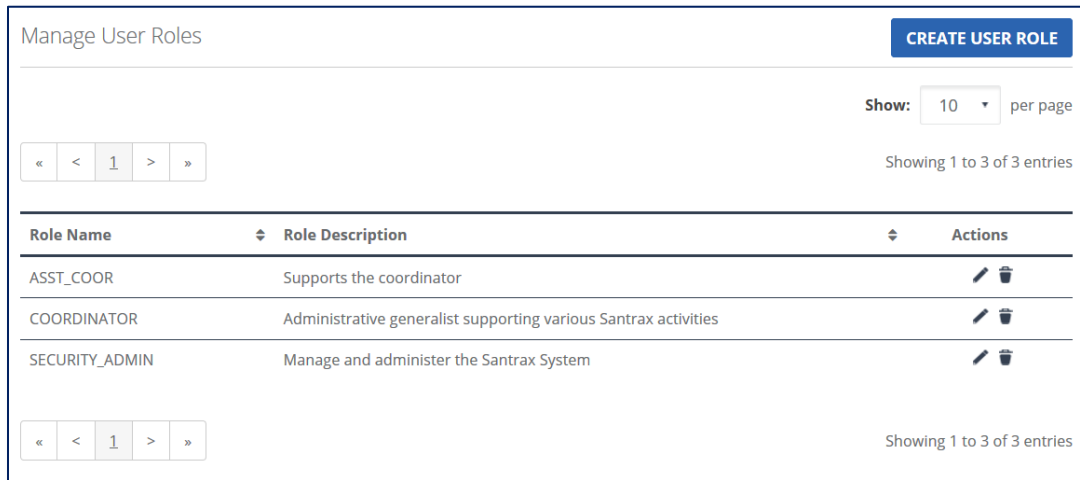 Manage User Roles
CREATE USER ROLE
Show: 10 per page
« < 1 > »
Showing 1 to 3 of 3 entries
Role Name Role Description Actions
ASST_COOR Supports the coordinator
COORDINATOR Administrative generalist supporting various Santrax activities
SECURITY_ADMIN Manage and administer the Santrax System
« < 1 > »
Showing 1 to 3 of 3 entries